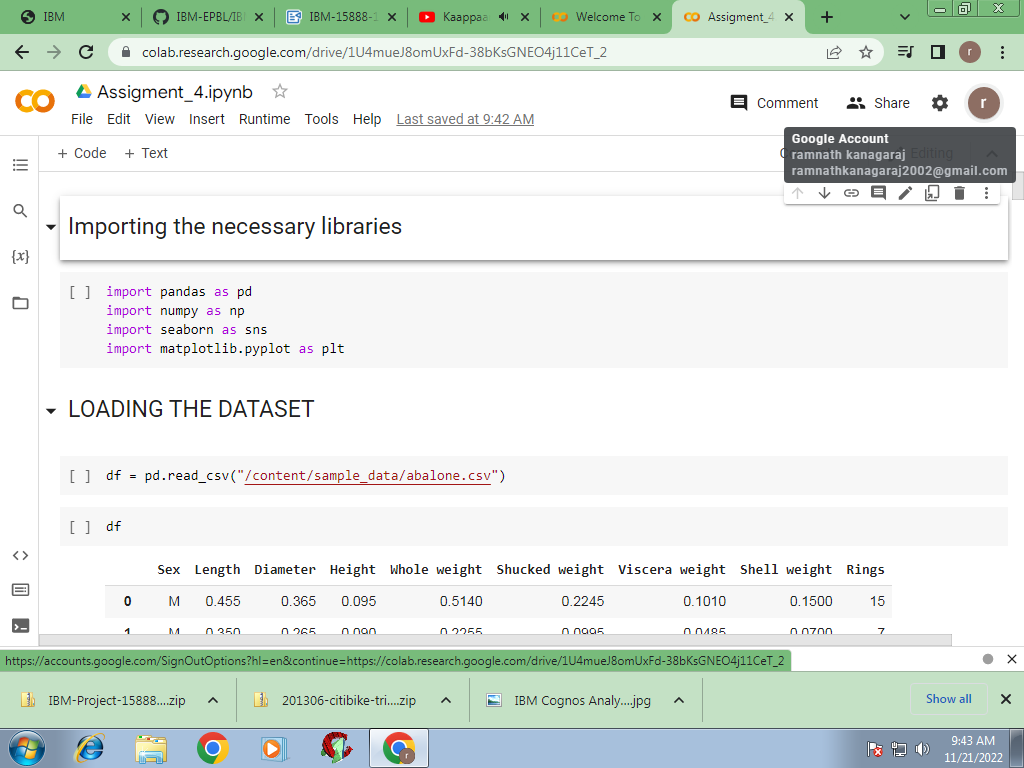 IBM
IBM-EPBL/IB
IBM-15888-1
Kaappaa
Welcome To
Assigment_4
colab.research.google.com/drive/1U4mueJ8omUxFd-38bKsGNEO4j11CeT_2
r
Assigment_4.ipynb
Comment
Share
r
File Edit View Insert Runtime Tools Help Last saved at 9:42 AM
Google Account
ramnath kanagaraj
ramnathkanagaraj2002@gmail.com
+ Code + Text
Editing
{x}
Importing the necessary libraries
[ ] import pandas as pd
import numpy as np
import seaborn as sns
import matplotlib.pyplot as plt
LOADING THE DATASET
[ ] df = pd.read_csv("/content/sample_data/abalone.csv")
[ ] df
Sex Length Diameter Height Whole weight Shucked weight Viscera weight Shell weight Rings
0 M 0.455 0.365 0.095 0.5140 0.2245 0.1010 0.1500 15
1 M 0.350 0.265 0.090 0.2255 0.0995 0.0485 0.0700 7
https://accounts.google.com/SignOutOptions?hl=en&continue=https://colab.research.google.com/drive/1U4mueJ8omUxFd-38bKsGNEO4j11CeT_2
IBM-Project-15888....zip
201306-citibike-tri....zip
IBM Cognos Analy....jpg
Show all
r
9:43 AM
11/21/2022